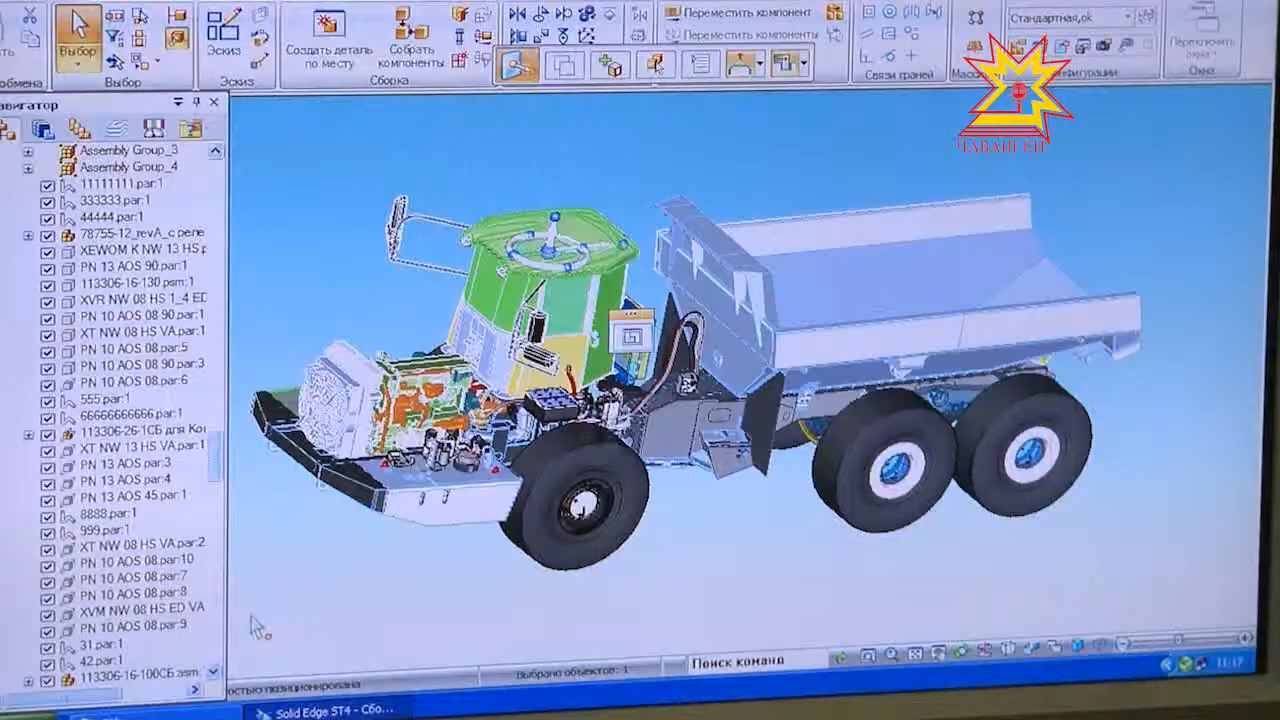 Выбор
Выбор
Эскиз
Эскиз
Создать деталь по месту
Собрать компоненты
Сборка
Переместить компонент
Переместить компонент
Связи граней
Стандартная,ok
Переключить окна
Окна
Assembly Group_3
Assembly Group_4
11111111.par:1
333333.par:1
44444.par:1
78755-12_revA_с реле
XEWOM K NW 13 HS p
PN 13 AOS 90.par:1
113306-16-130 psm:1
XVR NW 08 HS 1_4 ED
PN 10 AOS 08 90.par:1
XT NW 08 HS VA.par:1
PN 10 AOS 08.par:5
PN 10 AOS 08 90.par:3
PN 10 AOS 08.par:6
555.par:1
66666666666.par:1
113306-26-1СБ для Кол
XT NW 13 HS VA.par:1
PN 13 AOS par:3
PN 13 AOS par:4
PN 13 AOS 45 par:1
8888.par:1
999.par:1
XT NW 08 HS VA.par:2
PN 10 AOS 08.par:10
PN 10 AOS 08.par:7
PN 10 AOS 08.par:8
XVM NW 08 HS ED VA
PN 10 AOS 08.par:9
31.par:1
42.par:1
113306-16-100СБ.asm
Выбрано объектов: 1
Поиск команд
Solid Edge ST4 - Сбо...
11:17